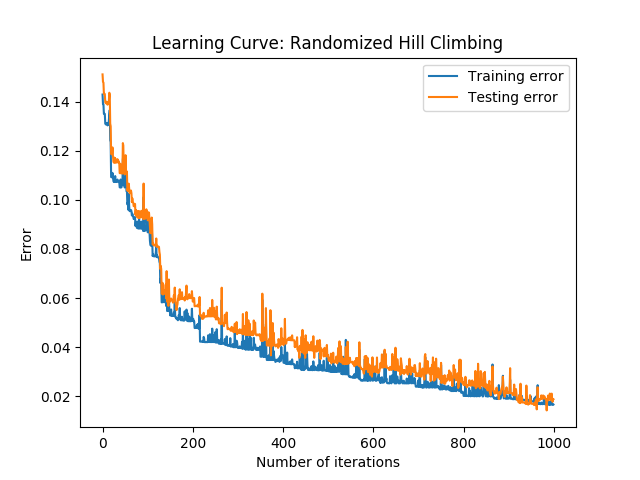 Learning Curve: Randomized Hill Climbing
Training error
Testing error
Error
0.14
0.12
0.10
0.08
0.06
0.04
0.02
0 200 400 600 800 1000
Number of iterations